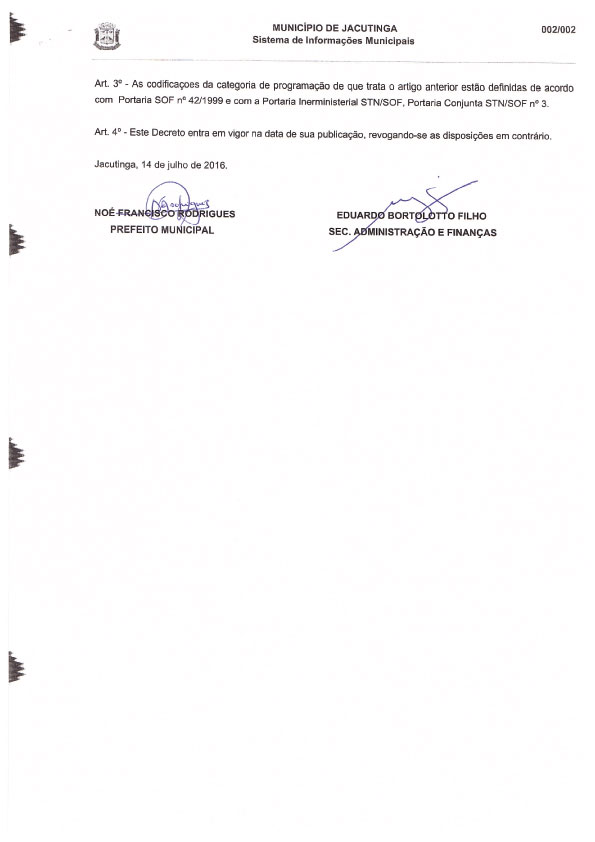 MUNICÍPIO DE JACUTINGA
002/002
Sistema de Informações Municipais
Art. 3º - As codificaçoes da categoria de programação de que trata o artigo anterior estão definidas de acordo
com Portaria SOF nº 42/1999 e com a Portaria Inerministerial STN/SOF, Portaria Conjunta STN/SOF nº 3.
Art. 4º - Este Decreto entra em vigor na data de sua publicação, revogando-se as disposições em contrário.
Jacutinga, 14 de julho de 2016.
NOÉ FRANCISCO RODRIGUES
PREFEITO MUNICIPAL
EDUARDO BORTOLOTTO FILHO
SEC. ADMINISTRAÇÃO E FINANÇAS